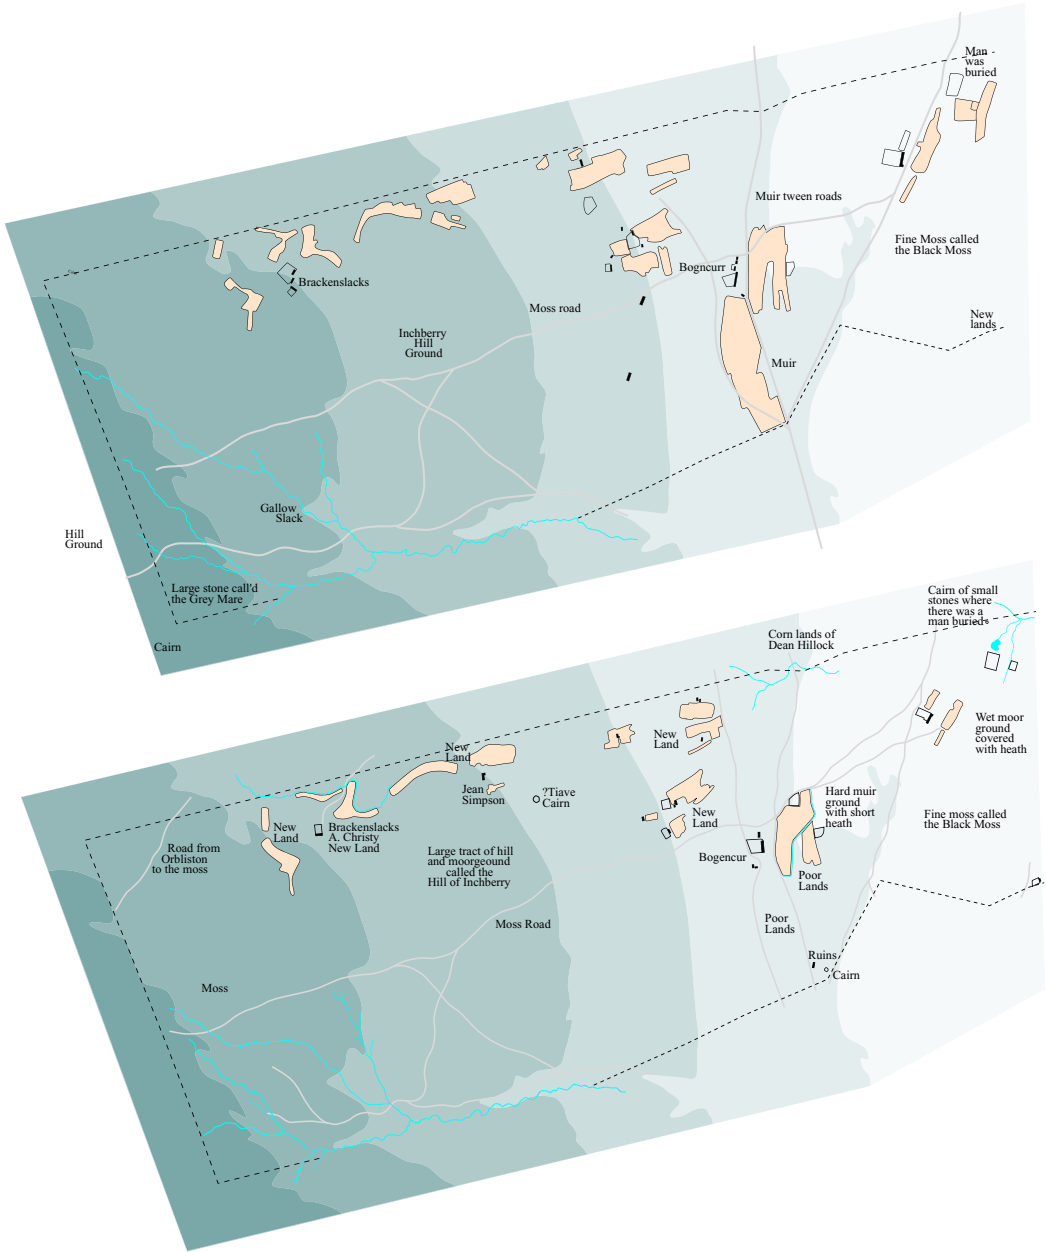 Man
was
buried
Muir tween roads
Fine Moss called
the Black Moss
Bogncurr
Brackenslacks
Moss road
New
lands
Inchberry
Hill
Ground
Muir
Gallow
Slack
Hill
Ground
Large stone call'd
the Grey Mare
Cairn
Cairn of small
stones where
there was a
man buried
Corn lands of
Dean Hillock
New
Land
New
Land
Wet moor
ground
covered
with heath
Jean
Simpson
?Tiave
Cairn
Hard muir
ground
with short
heath
New
Land
Brackenslacks
A. Christy
New Land
New
Land
Fine moss called
the Black Moss
Road from
Orbliston
to the moss
Large tract of hill
and moorgeound
called the
Hill of Inchberry
Bogencur
Poor
Lands
Moss Road
Poor
Lands
Ruins
Cairn
Moss